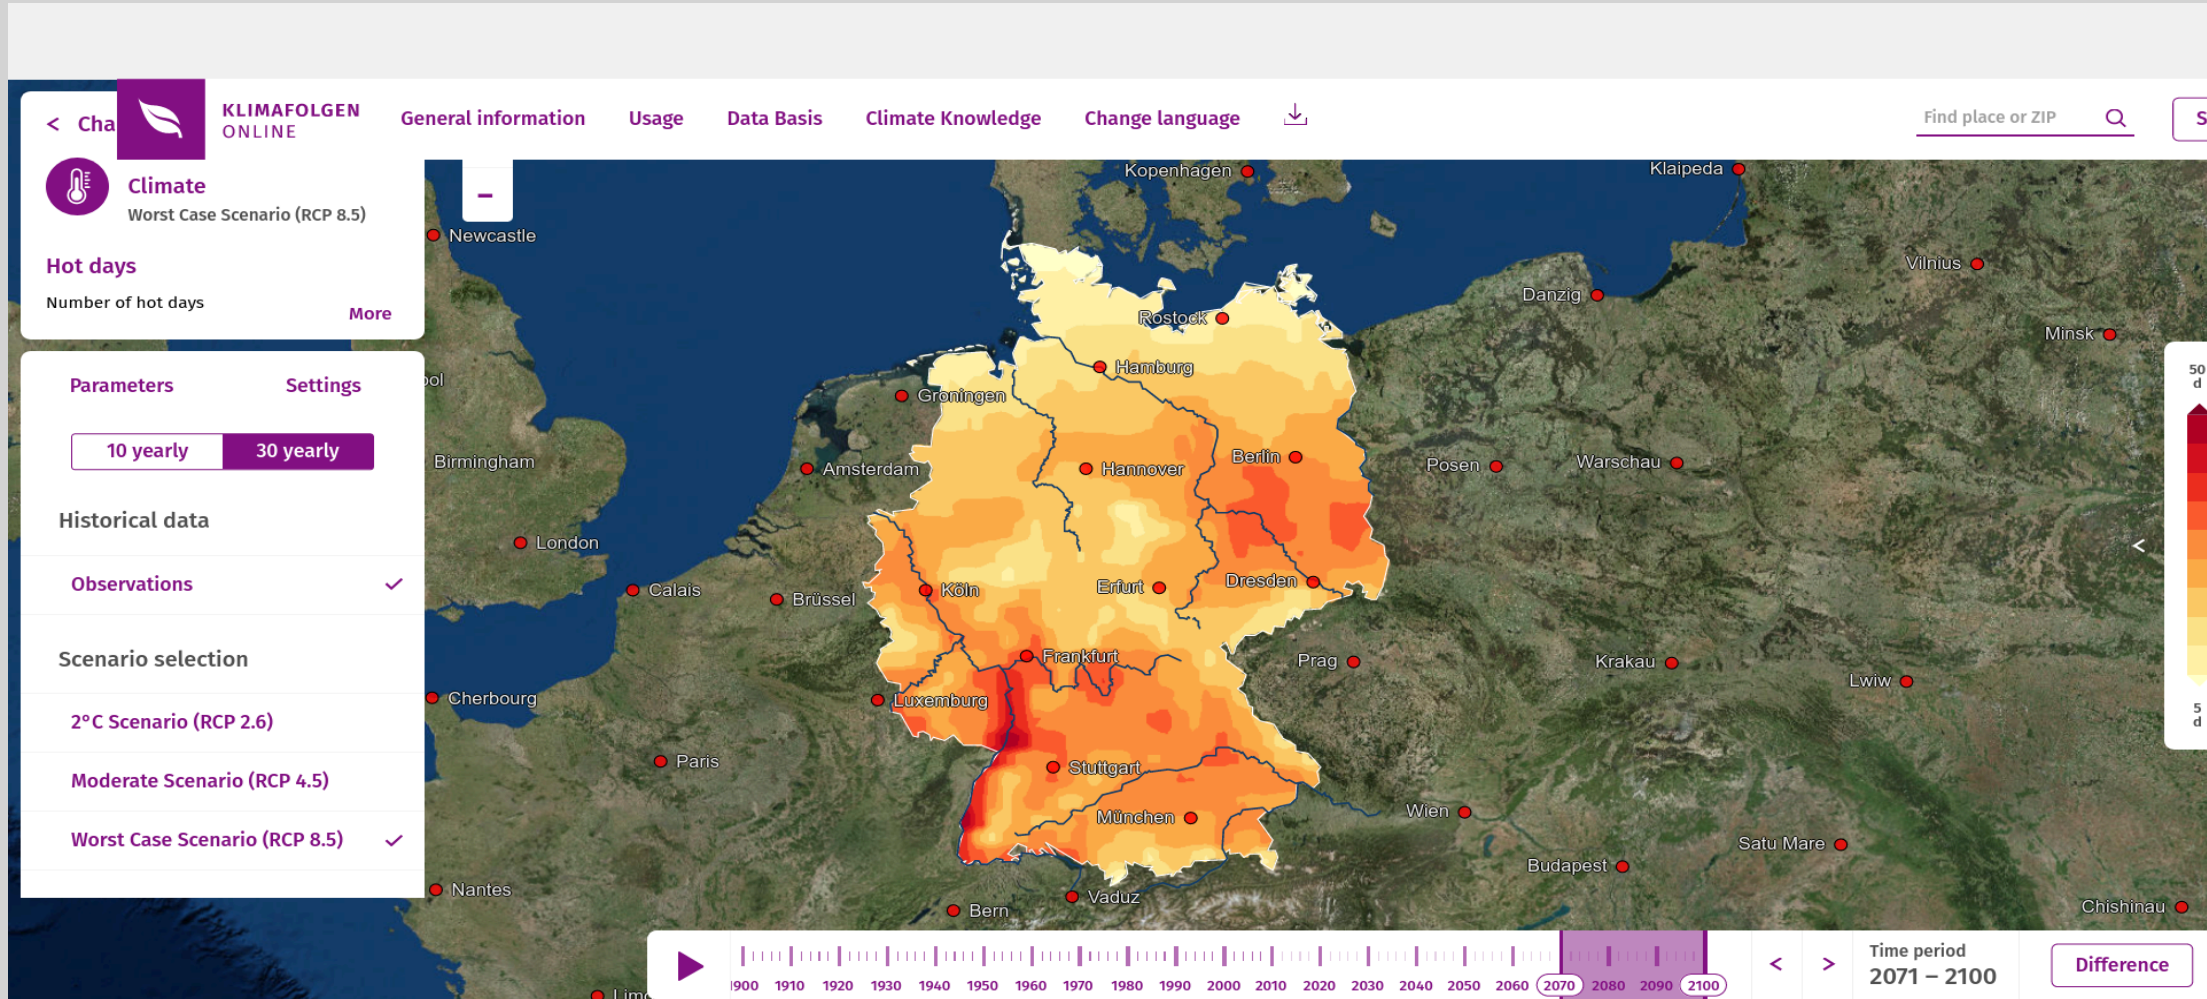 < Cha
KLIMAFOLGEN
ONLINE
General information
Usage
Data Basis
Climate Knowledge
Change language
Find place or ZIP
S
Climate
Worst Case Scenario (RCP 8.5)
Hot days
Number of hot days
More
Parameters
Settings
10 yearly
30 yearly
Historical data
Observations
Scenario selection
2°C Scenario (RCP 2.6)
Moderate Scenario (RCP 4.5)
Worst Case Scenario (RCP 8.5)
–
Kopenhagen
Klaipeda
Newcastle
Vilnius
Danzig
Rostock
Minsk
Hamburg
ool
Groningen
Berlin
Birmingham
Amsterdam
Hannover
Posen
Warschau
London
Calais
Brüssel
Köln
Erfurt
Dresden
Frankfurt
Prag
Krakau
Lwiw
Cherbourg
Luxemburg
Paris
Stuttgart
München
Wien
Satu Mare
Budapest
Nantes
Vaduz
Bern
Chishinau
Limo
50
d
5
d
<
1900 1910 1920 1930 1940 1950 1960 1970 1980 1990 2000 2010 2020 2030 2040 2050 2060 2070 2080 2090 2100
< >
Time period
2071 – 2100
Difference